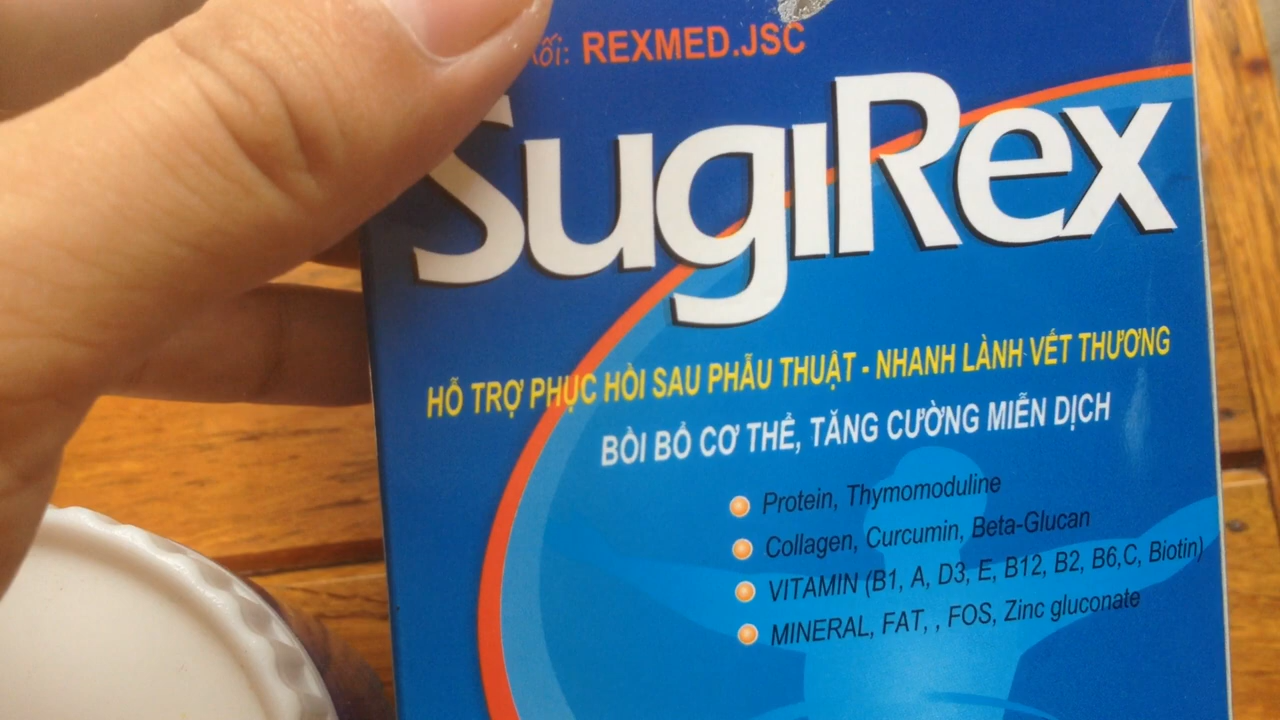 REXMED.JSC
SugiRex
HỖ TRỢ PHỤC HỒI SAU PHẪU THUẬT - NHANH LÀNH VẾT THƯƠNG
BỒI BỔ CƠ THỂ, TĂNG CƯỜNG MIỄN DỊCH
Protein, Thymomoduline
Collagen, Curcumin, Beta-Glucan
VITAMIN (B1, A, D3, E, B12, B2, B6,C, Biotin)
MINERAL, FAT, , FOS, Zinc gluconate